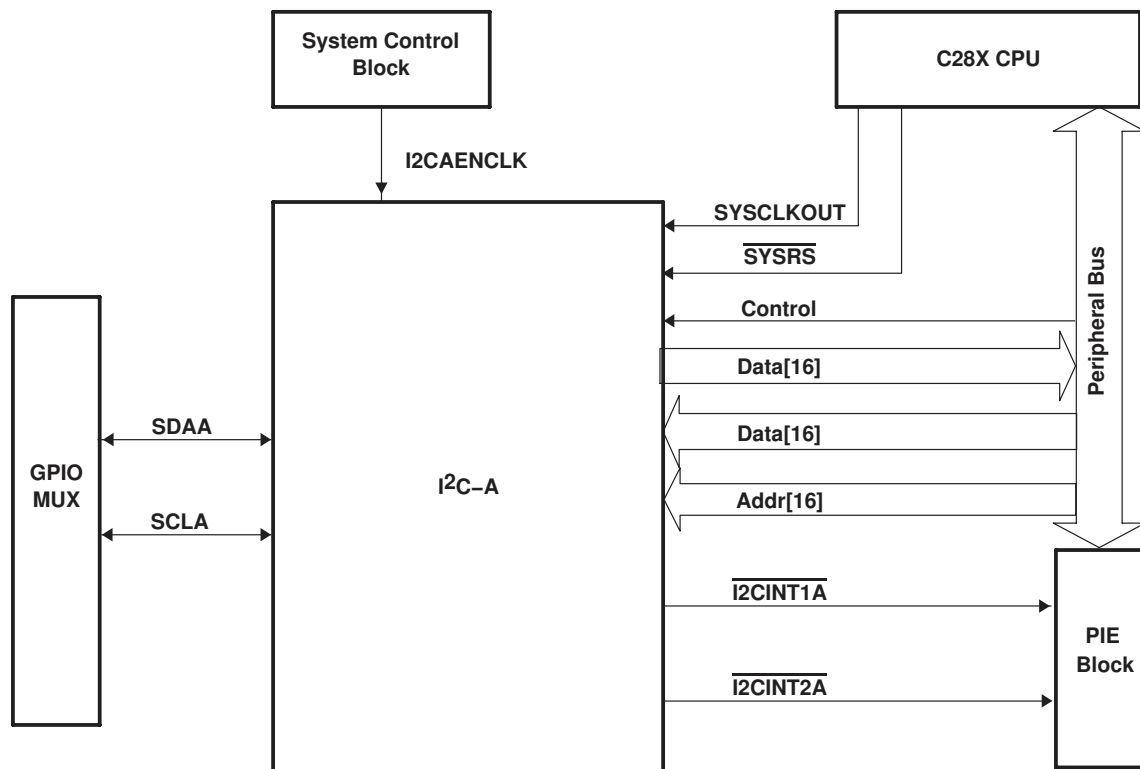 System Control
Block
C28X CPU
I2CAENCLK
SYSCLKOUT
SYSRS
Control
Data[16]
Data[16]
Addr[16]
Peripheral Bus
GPIO
MUX
SDAA
SCLA
I2C–A
I2CINT1A
I2CINT2A
PIE
Block